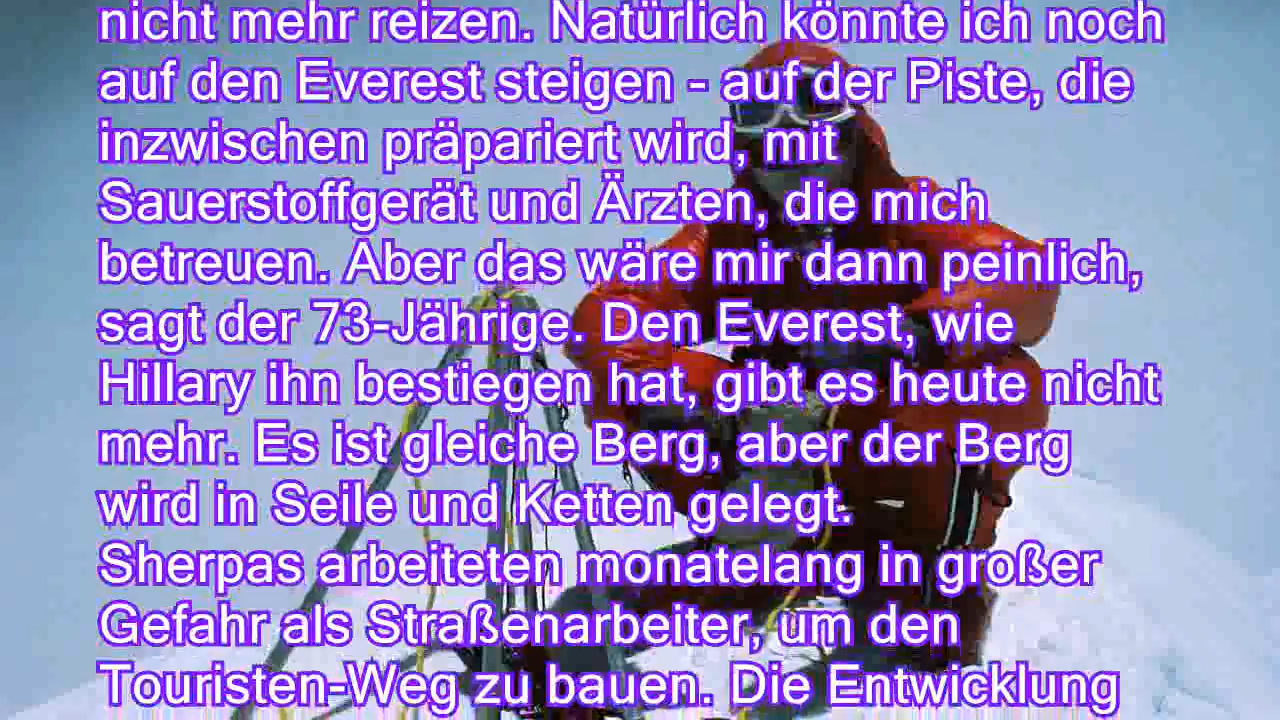 nicht mehr reizen. Natürlich könnte ich noch
auf den Everest steigen - auf der Piste, die
inzwischen präpariert wird, mit
Sauerstoffgerät und Ärzten, die mich
betreuen. Aber das wäre mir dann peinlich,
sagt der 73-Jährige. Den Everest, wie
Hillary ihn bestiegen hat, gibt es heute nicht
mehr. Es ist gleiche Berg, aber der Berg
wird in Seile und Ketten gelegt.
Sherpas arbeiteten monatelang in großer
Gefahr als Straßenarbeiter, um den
Touristen-Weg zu bauen. Die Entwicklung